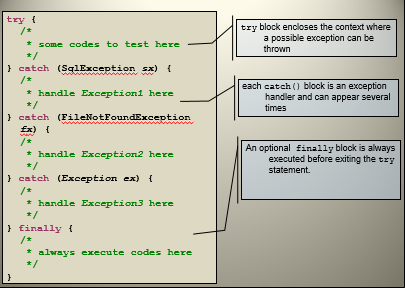 try {
/*
* some codes to test here
*/
} catch (SqlException sx) {
/*
* handle Exception1 here
*/
} catch (FileNotFoundException
fx) {
/*
* handle Exception2 here
*/
} catch (Exception ex) {
/*
* handle Exception3 here
*/
} finally {
/*
* always execute codes here
*/
}
try block encloses the context where
a possible exception can be
thrown
each catch() block is an exception
handler and can appear several
times
An optional finally block is always
executed before exiting the try
statement.